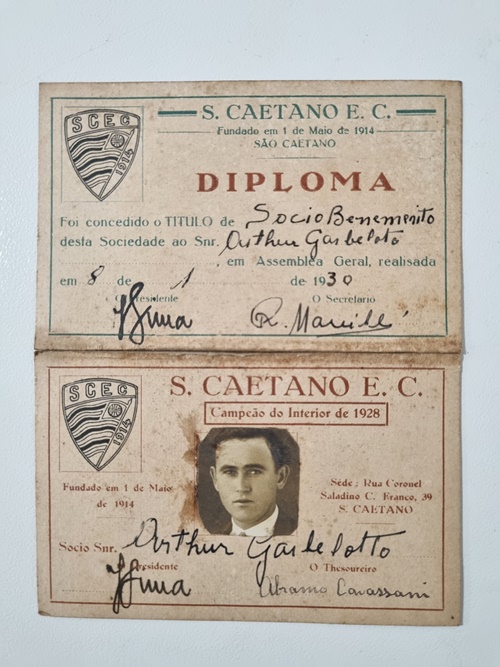 SCEC
1914
S. CAETANO E. C.
Fundado em 1 de Maio de 1914
SÃO CAETANO
DIPLOMA
Foi concedido o TITULO de Socio Benemerito
desta Sociedade ao Snr. Arthur Garbeloto
, em Assembléa Geral, realisada
em 8 de 1 de 1930
O Presidente O Secretario
R.
SCEC
1914
S. CAETANO E. C.
Campeão do Interior de 1928
Fundado em 1 de Maio
de 1914
Séde : Rua Coronel
Saladino C. Franco, 39
S. CAETANO
Socio Snr. Arthur Garbelotto
Presidente O Thesoureiro
Abramo Cavassani